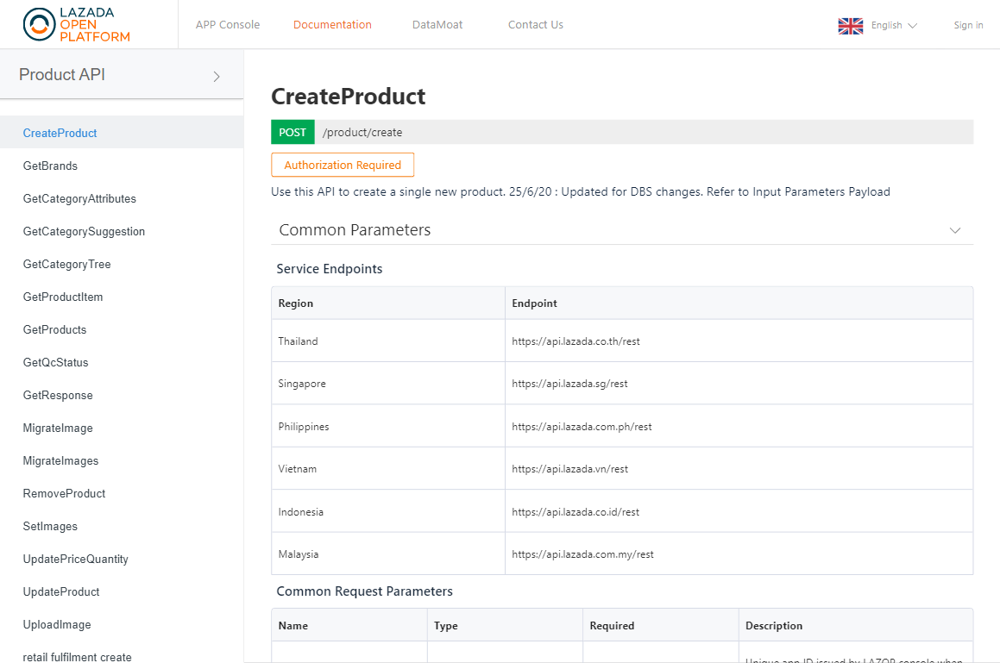 LAZADA
OPEN
PLATFORM
APP Console
Documentation
DataMoat
Contact Us
English
Sign in
Product API
CreateProduct
GetBrands
GetCategoryAttributes
GetCategorySuggestion
GetCategoryTree
GetProductItem
GetProducts
GetQcStatus
GetResponse
MigrateImage
MigrateImages
RemoveProduct
SetImages
UpdatePriceQuantity
UpdateProduct
UploadImage
retail fulfilment create
CreateProduct
POST /product/create
Authorization Required
Use this API to create a single new product. 25/6/20 : Updated for DBS changes. Refer to Input Parameters Payload
Common Parameters
Service Endpoints
Region Endpoint
Thailand https://api.lazada.co.th/rest
Singapore https://api.lazada.sg/rest
Philippines https://api.lazada.com.ph/rest
Vietnam https://api.lazada.vn/rest
Indonesia https://api.lazada.co.id/rest
Malaysia https://api.lazada.com.my/rest
Common Request Parameters
Name Type Required Description
Unique app ID issued by LAZOP console when